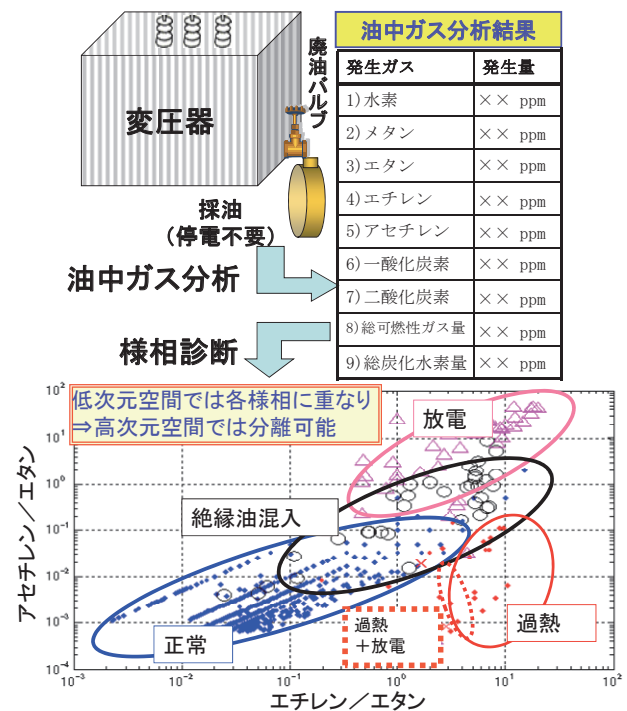 変圧器
廃油バルブ
採油
(停電不要)
油中ガス分析
様相診断
油中ガス分析結果
発生ガス 発生量
1)水素 ×× ppm
2)メタン ×× ppm
3)エタン ×× ppm
4)エチレン ×× ppm
5)アセチレン ×× ppm
6)一酸化炭素 ×× ppm
7)二酸化炭素 ×× ppm
8)総可燃性ガス量 ×× ppm
9)総炭化水素量 ×× ppm
低次元空間では各様相に重なり
⇒高次元空間では分離可能
放電
絶縁油混入
正常
過熱
+放電
過熱
アセチレン/エタン
10²
10¹
10⁰
10⁻¹
10⁻²
10⁻³
10⁻⁴
10⁻³ 10⁻² 10⁻¹ 10⁰ 10¹ 10²
エチレン/エタン